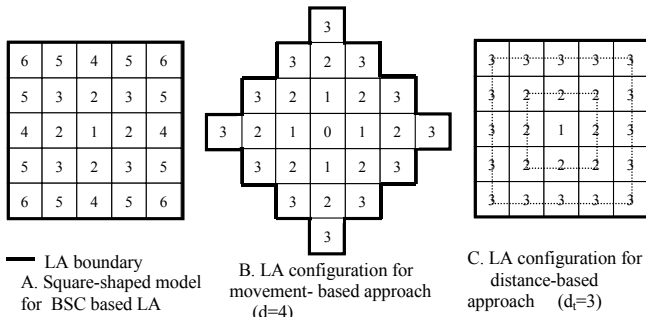 6 5 4 5 6
5 3 2 3 5
4 2 1 2 4
5 3 2 3 5
6 5 4 5 6
LA boundary
A. Square-shaped model
for BSC based LA
3
3 2 3
3 2 1 2 3
3 2 1 0 1 2 3
3 2 1 2 3
3 2 3
3
B. LA configuration for
movement- based approach
(d=4)
3 3 3 3 3
3 2 2 2 3
3 2 1 2 3
3 2 2 2 3
3 3 3 3 3
C. LA configuration for
distance-based
approach (dt=3)